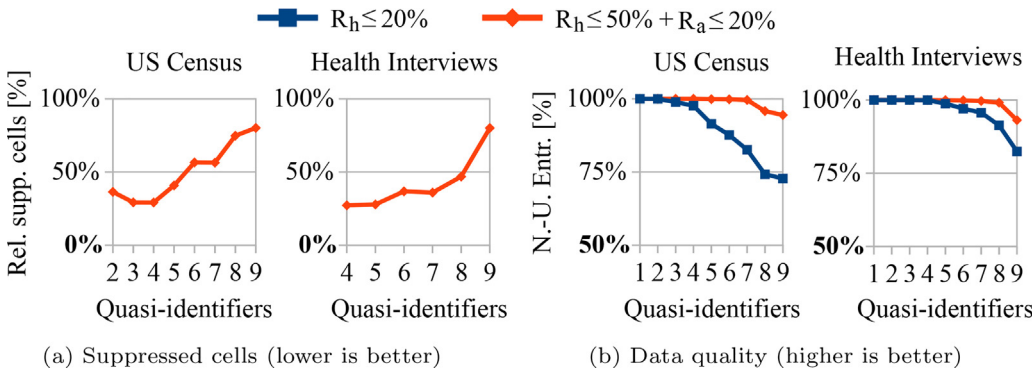 Rh≤20% Rh≤50% + Ra≤20%
US Census
Rel. supp. cells [%]
100%
50%
0%
2 3 4 5 6 7 8 9
Quasi-identifiers
Health Interviews
100%
50%
0%
4 5 6 7 8 9
Quasi-identifiers
(a) Suppressed cells (lower is better)
US Census
N.-U. Entr. [%]
100%
75%
50%
1 2 3 4 5 6 7 8 9
Quasi-identifiers
Health Interviews
100%
75%
50%
1 2 3 4 5 6 7 8 9
Quasi-identifiers
(b) Data quality (higher is better)